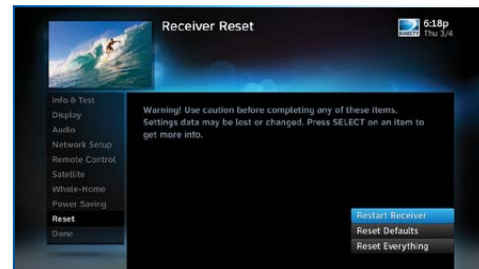 Receiver Reset
DIRECTV
6:18p
Thu 3/4
Info & Test
Display
Audio
Network Setup
Remote Control
Satellite
Whole-Home
Power Saving
Reset
Done
Warning! Use caution before completing any of these items.
Settings data may be lost or changed. Press SELECT on an item to
get more info.
Restart Receiver
Reset Defaults
Reset Everything